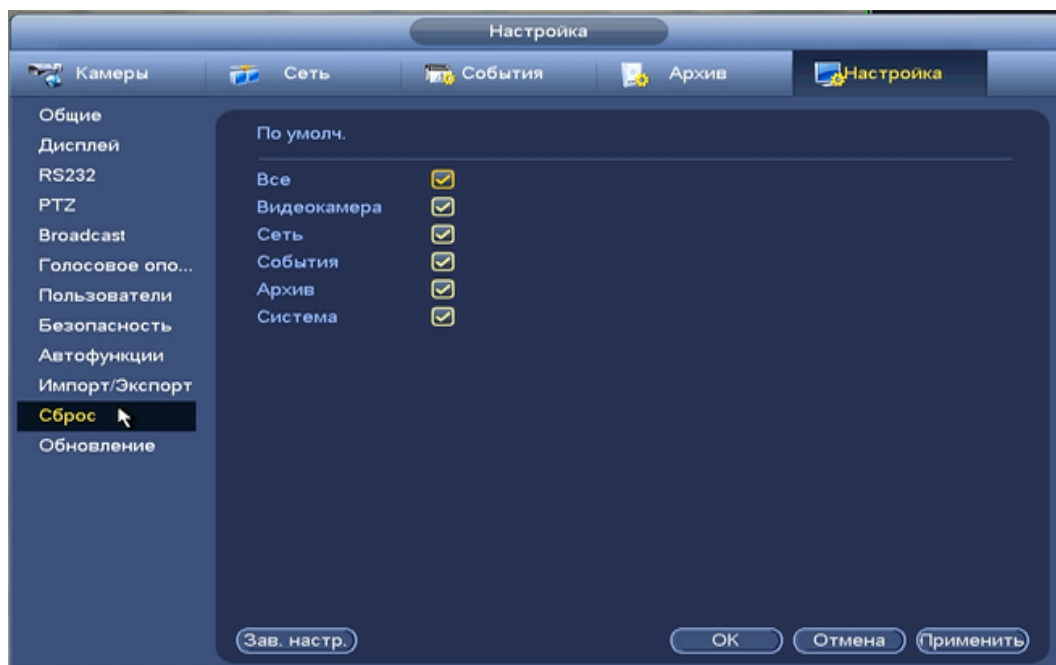 Настройка
Камеры
Сеть
События
Архив
Настройка
Общие
Дисплей
RS232
PTZ
Broadcast
Голосовое опо...
Пользователи
Безопасность
Автофункции
Импорт/Экспорт
Сброс
Обновление
По умолч.
Все
Видеокамера
Сеть
События
Архив
Система
Зав. настр.
OK
Отмена
Применить